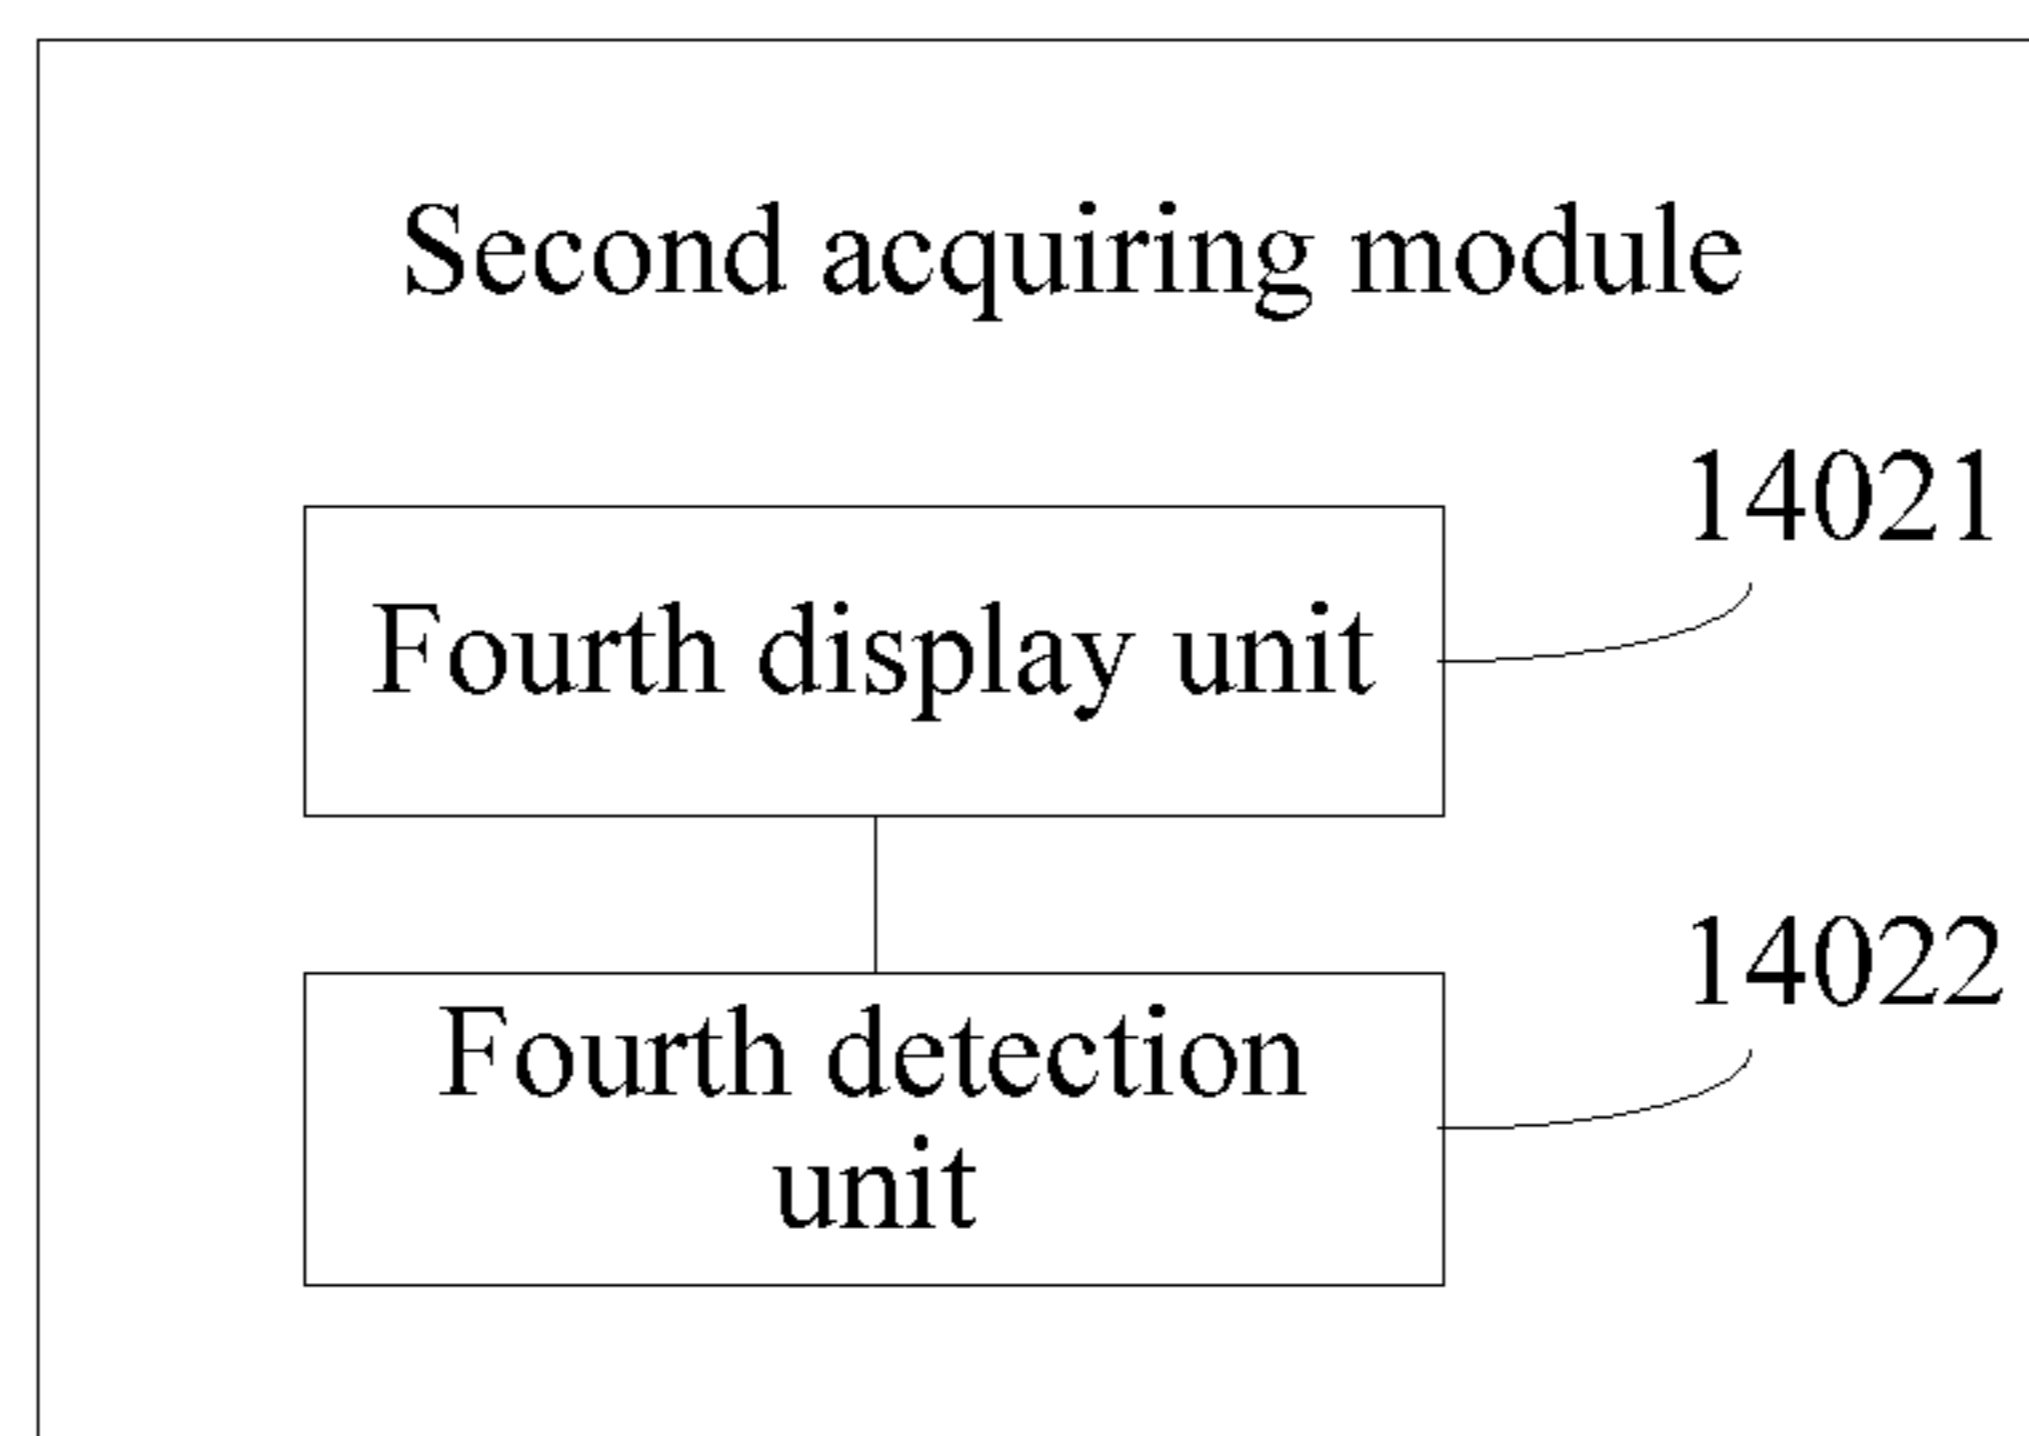 Second acquiring module
14021
Fourth display unit
14022
Fourth detection
unit